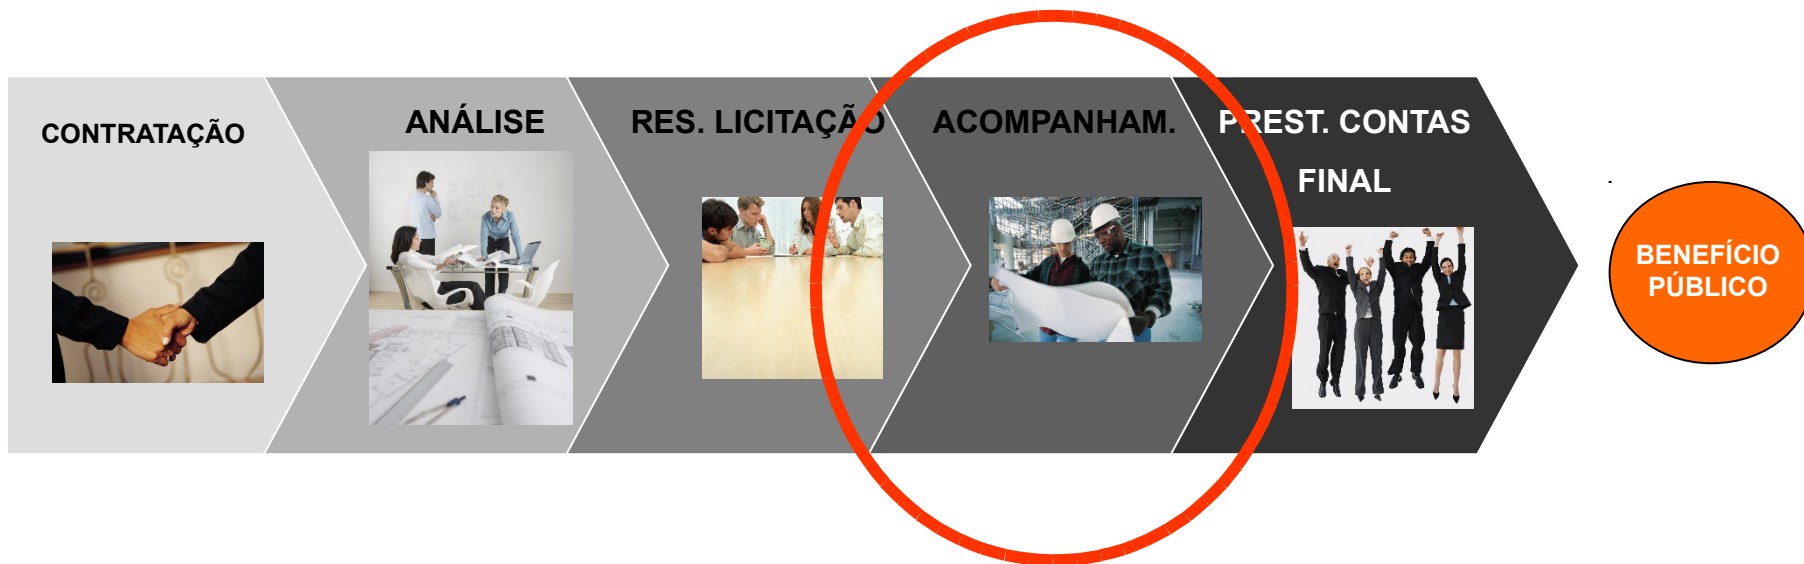 CONTRATAÇÃO
ANÁLISE
RES. LICITAÇÃO
ACOMPANHAM.
PREST. CONTAS
FINAL
BENEFÍCIO
PÚBLICO